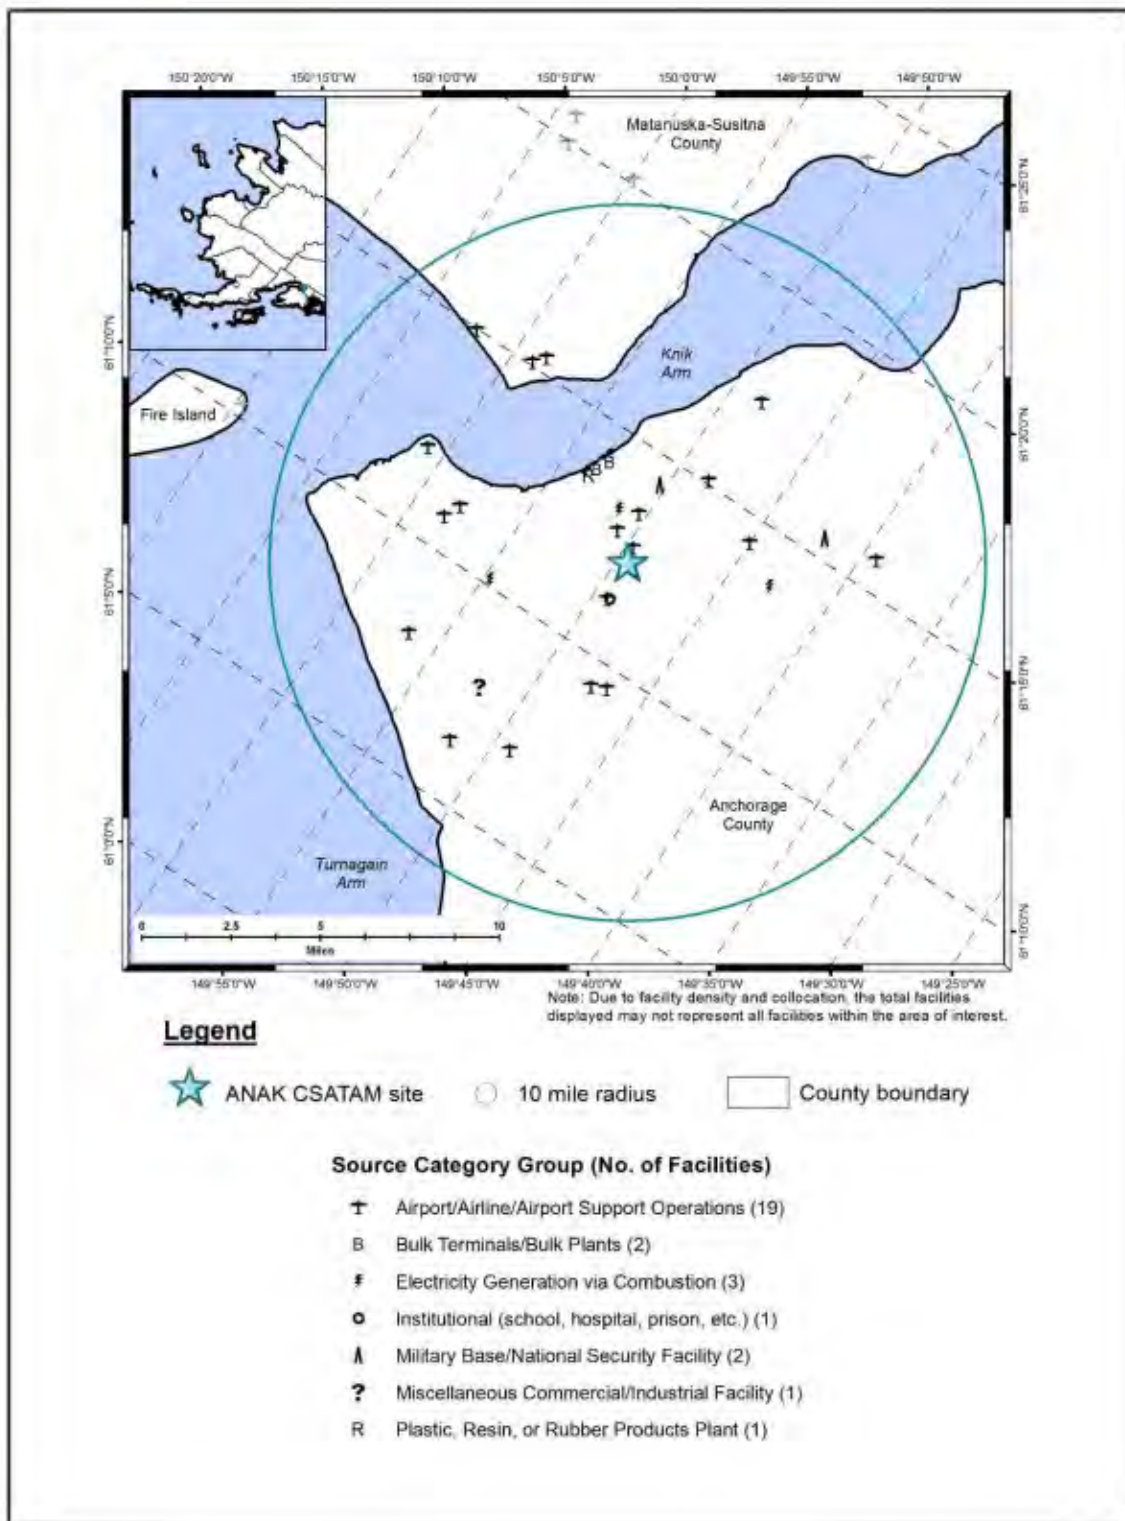 150°20'0"W 150°15'0"W 150°10'0"W 150°5'0"W 150°0'0"W 149°55'0"W 149°50'0"W
Matanuska-Susitna
County
61°25'0"N
61°10'0"N
Knik
Arm
Fire Island
61°20'0"N
B
B
R
61°5'0"N
61°15'0"N
?
Anchorage
County
61°0'0"N
Turnagain
Arm
61°10'0"N
0 2.5 5 10
Miles
149°55'0"W 149°50'0"W 149°45'0"W 149°40'0"W 149°35'0"W 149°30'0"W 149°25'0"W
Note: Due to facility density and collocation, the total facilities
displayed may not represent all facilities within the area of interest.
Legend
ANAK CSATAM site 10 mile radius County boundary
Source Category Group (No. of Facilities)
Airport/Airline/Airport Support Operations (19)
B Bulk Terminals/Bulk Plants (2)
Electricity Generation via Combustion (3)
Institutional (school, hospital, prison, etc.) (1)
Military Base/National Security Facility (2)
? Miscellaneous Commercial/Industrial Facility (1)
R Plastic, Resin, or Rubber Products Plant (1)